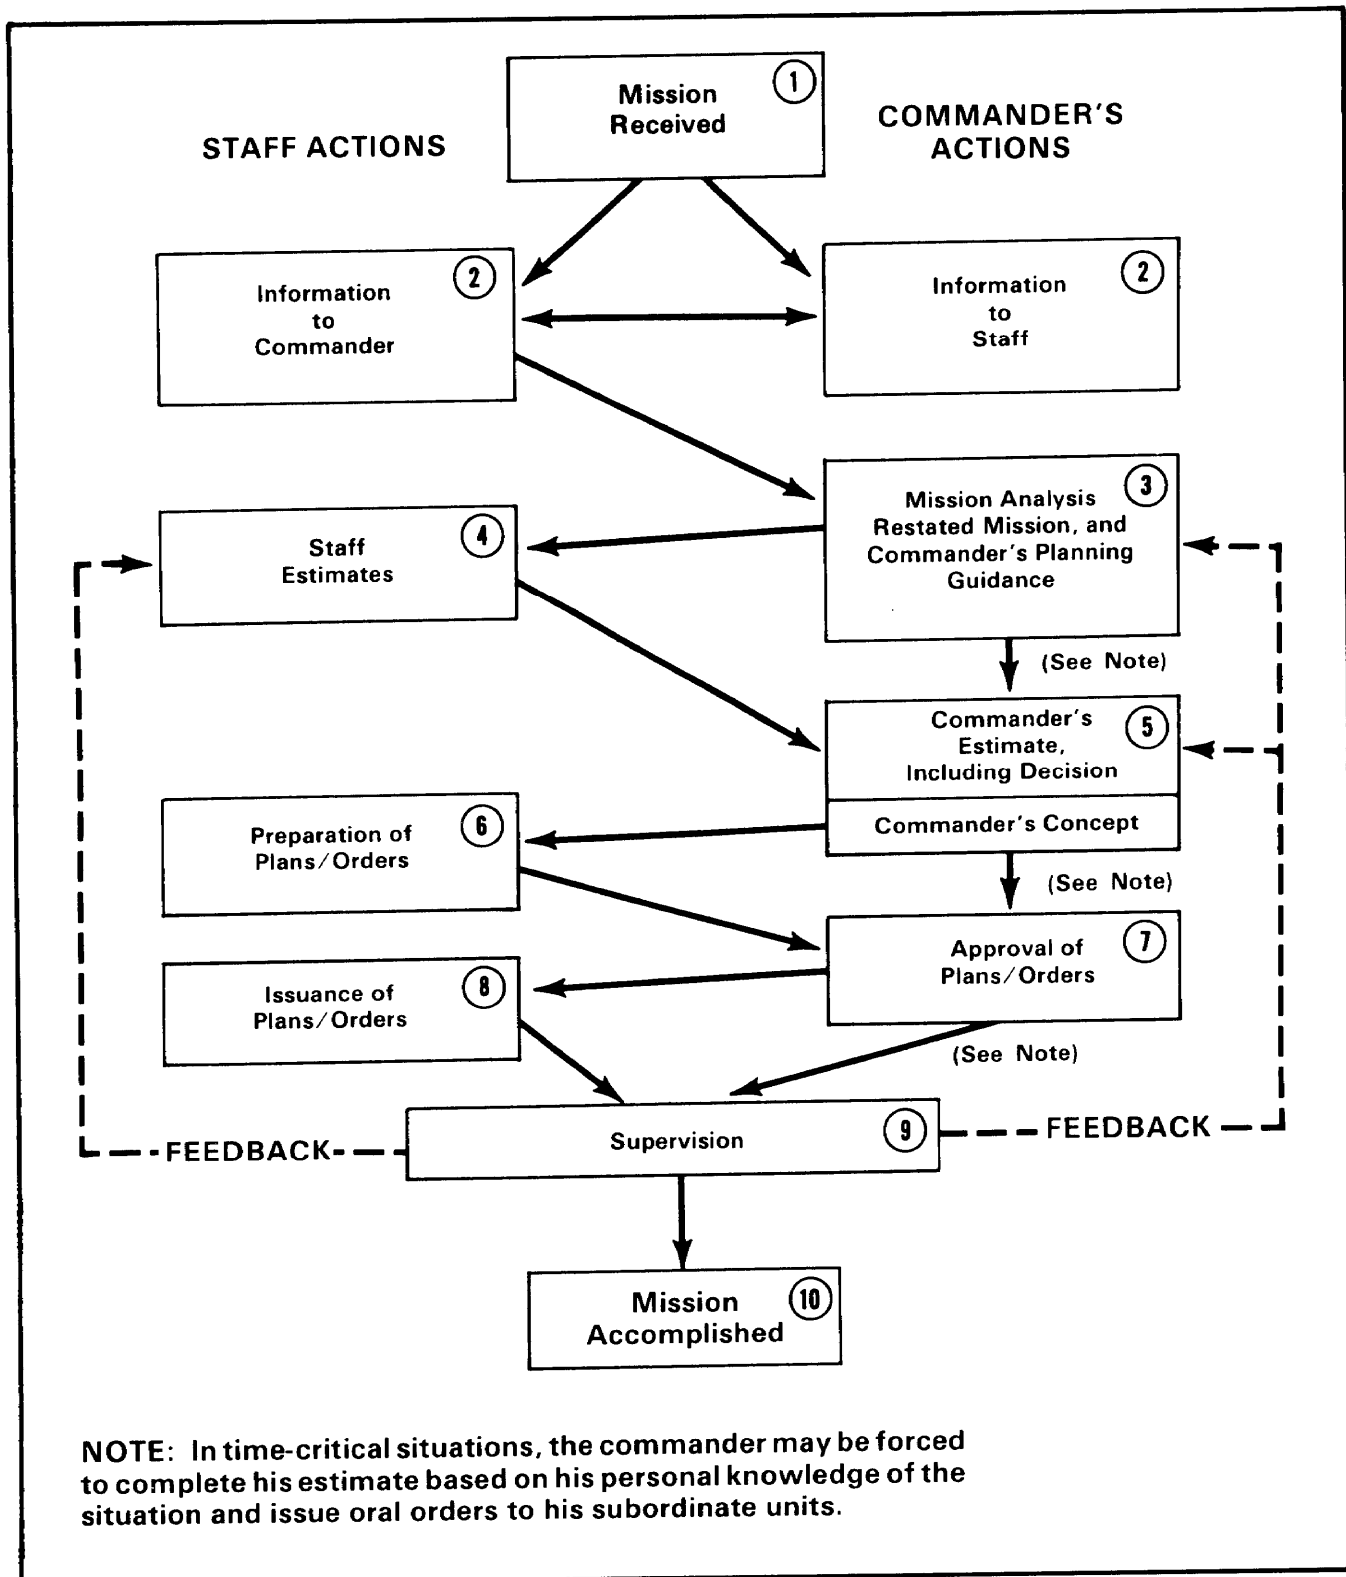 1
Mission
Received
STAFF ACTIONS
COMMANDER'S
ACTIONS
2
Information
to
Commander
2
Information
to
Staff
3
Mission Analysis
Restated Mission, and
Commander's Planning
Guidance
4
Staff
Estimates
(See Note)
5
Commander's
Estimate,
Including Decision
Commander's Concept
6
Preparation of
Plans/Orders
(See Note)
7
Approval of
Plans/Orders
8
Issuance of
Plans/Orders
(See Note)
FEEDBACK
9
Supervision
FEEDBACK
10
Mission
Accomplished
NOTE: In time-critical situations, the commander may be forced
to complete his estimate based on his personal knowledge of the
situation and issue oral orders to his subordinate units.